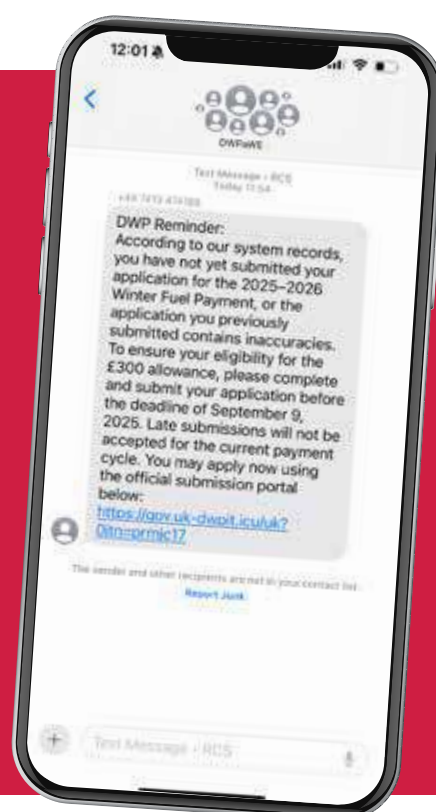 12:01
DWPaWE
Text Message • RCS
Today 11:54
DWP Reminder:
According to our system records,
you have not yet submitted your
application for the 2025–2026
Winter Fuel Payment, or the
application you previously
submitted contains inaccuracies.
To ensure your eligibility for the
£300 allowance, please complete
and submit your application before
the deadline of September 9,
2025. Late submissions will not be
accepted for the current payment
cycle. You may apply now using
the official submission portal
below:
https://gov.uk-dwpit.icu/uk?
The sender and other recipients are not in your contact list.
Report Junk
Text Message • RCS